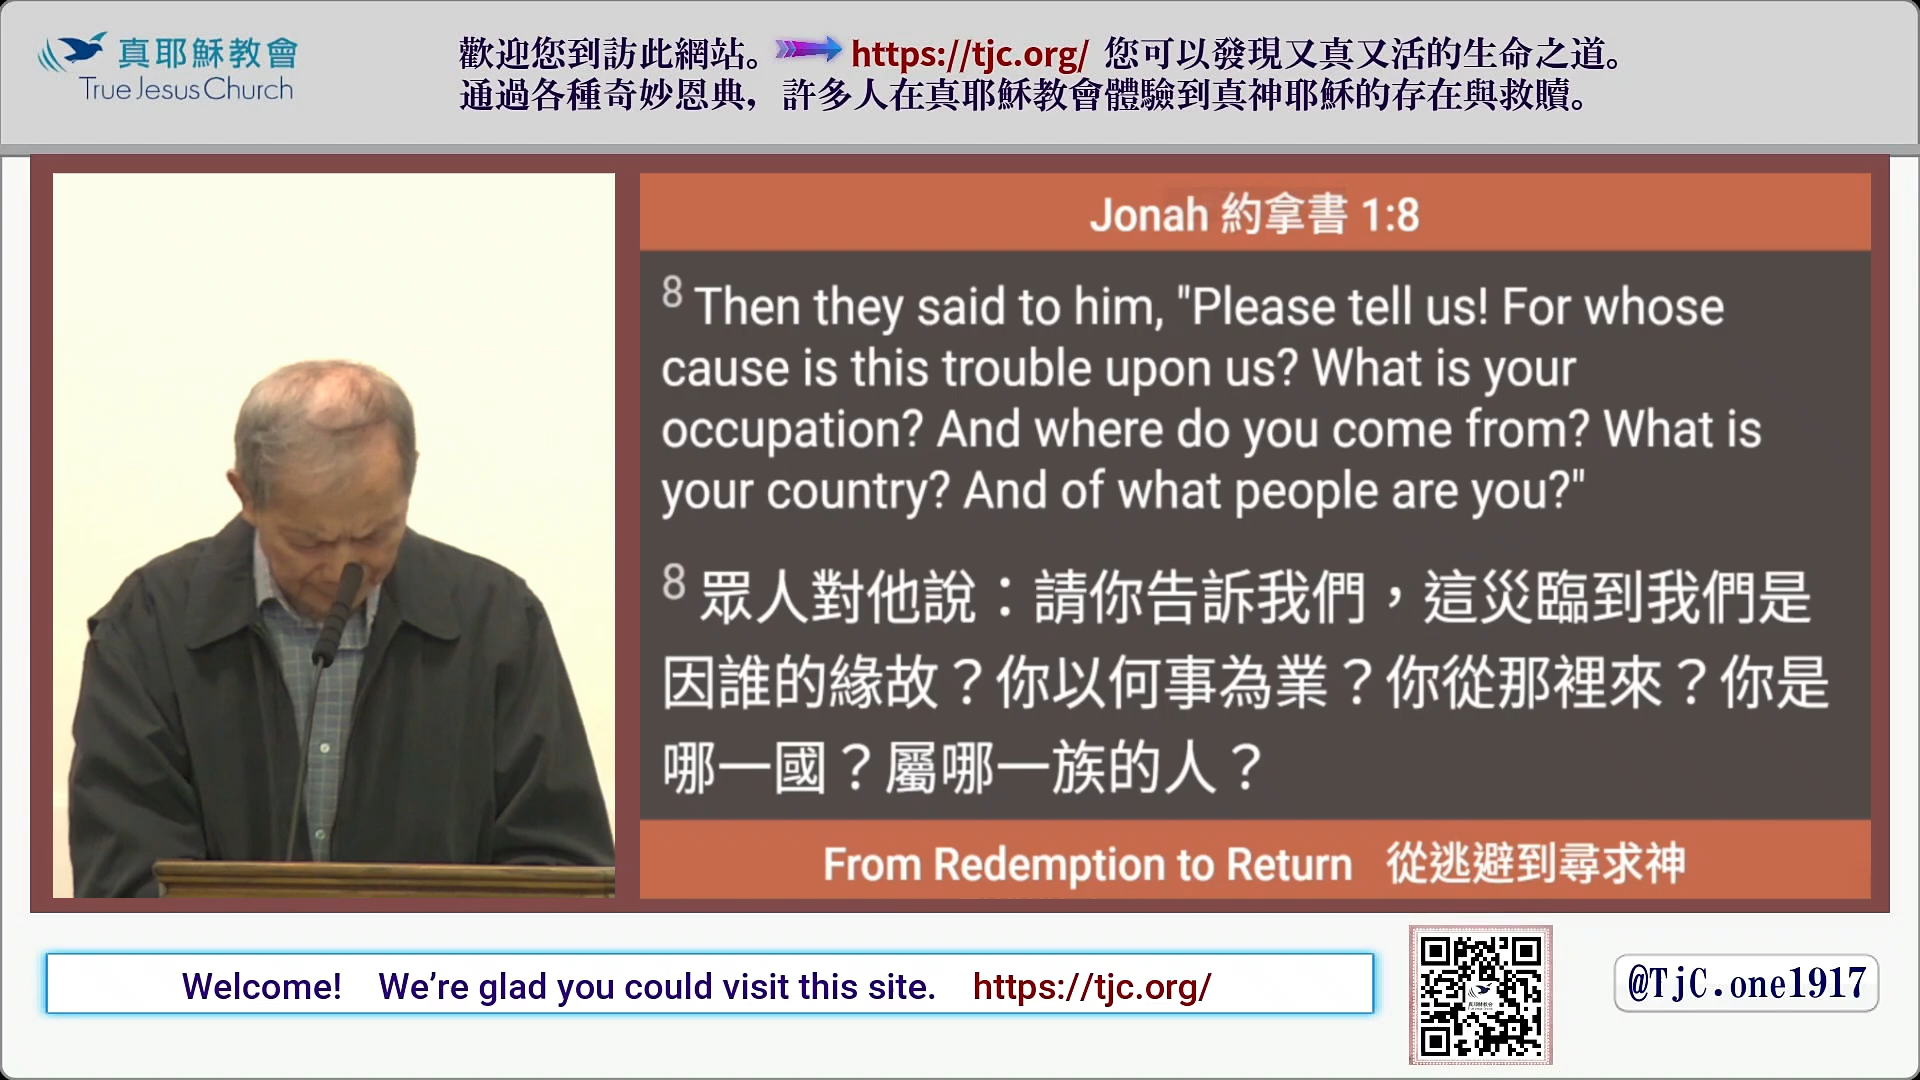 真耶穌教會
True Jesus Church
歡迎您到訪此網站。 https://tjc.org/ 您可以發現又真又活的生命之道。
通過各種奇妙恩典，許多人在真耶穌教會體驗到真神耶穌的存在與救贖。
Jonah 約拿書 1:8
8 Then they said to him, "Please tell us! For whose
cause is this trouble upon us? What is your
occupation? And where do you come from? What is
your country? And of what people are you?"
8 眾人對他說：請你告訴我們，這災臨到我們是
因誰的緣故？你以何事為業？你從那裡來？你是
哪一國？屬哪一族的人？
From Redemption to Return 從逃避到尋求神
Welcome! We’re glad you could visit this site. https://tjc.org/
@TjC.one1917